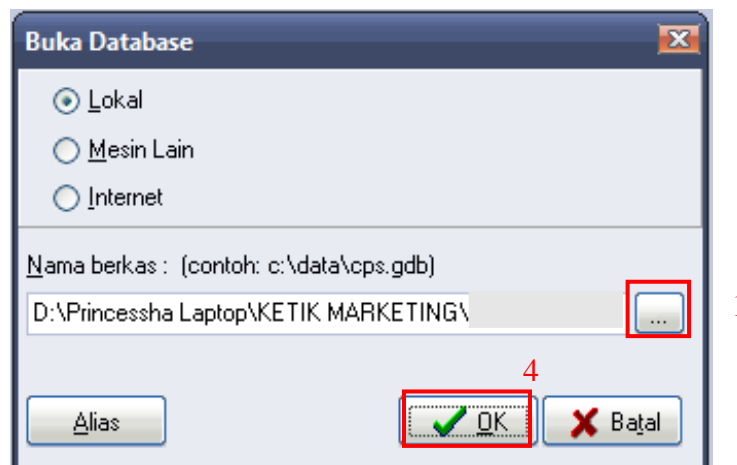 Buka Database
Lokal
Mesin Lain
Internet
Nama berkas : (contoh: c:\data\cps.gdb)
D:\Princessha Laptop\KETIK MARKETING\
...
4
Alias
OK
Batal